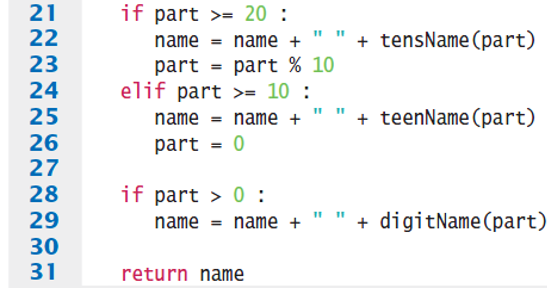 21 if part >= 20 :
22 name = name + " " + tensName(part)
23 part = part % 10
24 elif part >= 10 :
25 name = name + " " + teenName(part)
26 part = 0
27
28 if part > 0 :
29 name = name + " " + digitName(part)
30
31 return name